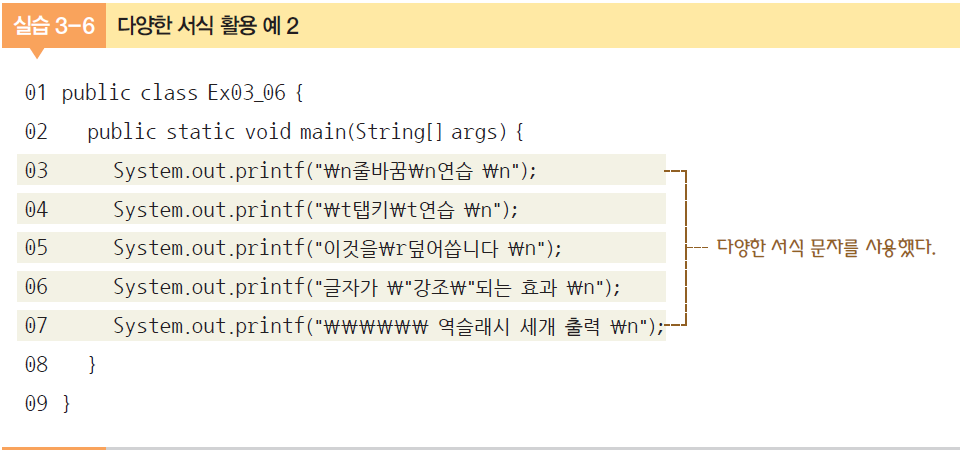 실습 3-6 다양한 서식 활용 예 2
01 public class Ex03_06 {
02 public static void main(String[] args) {
03 System.out.printf("₩n줄바꿈₩n연습 ₩n");
04 System.out.printf("₩t탭키₩t연습 ₩n");
05 System.out.printf("이것을₩r덮어씁니다 ₩n");
다양한 서식 문자를 사용했다.
06 System.out.printf("글자가 ₩"강조₩"되는 효과 ₩n");
07 System.out.printf("₩₩₩₩₩₩ 역슬래시 세개 출력 ₩n");
08 }
09 }